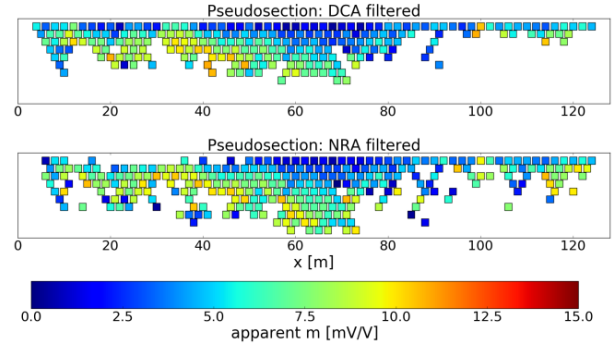 Pseudosection: DCA filtered
0 20 40 60 80 100 120
Pseudosection: NRA filtered
0 20 40 60 80 100 120
x [m]
0.0 2.5 5.0 7.5 10.0 12.5 15.0
apparent m [mV/V]